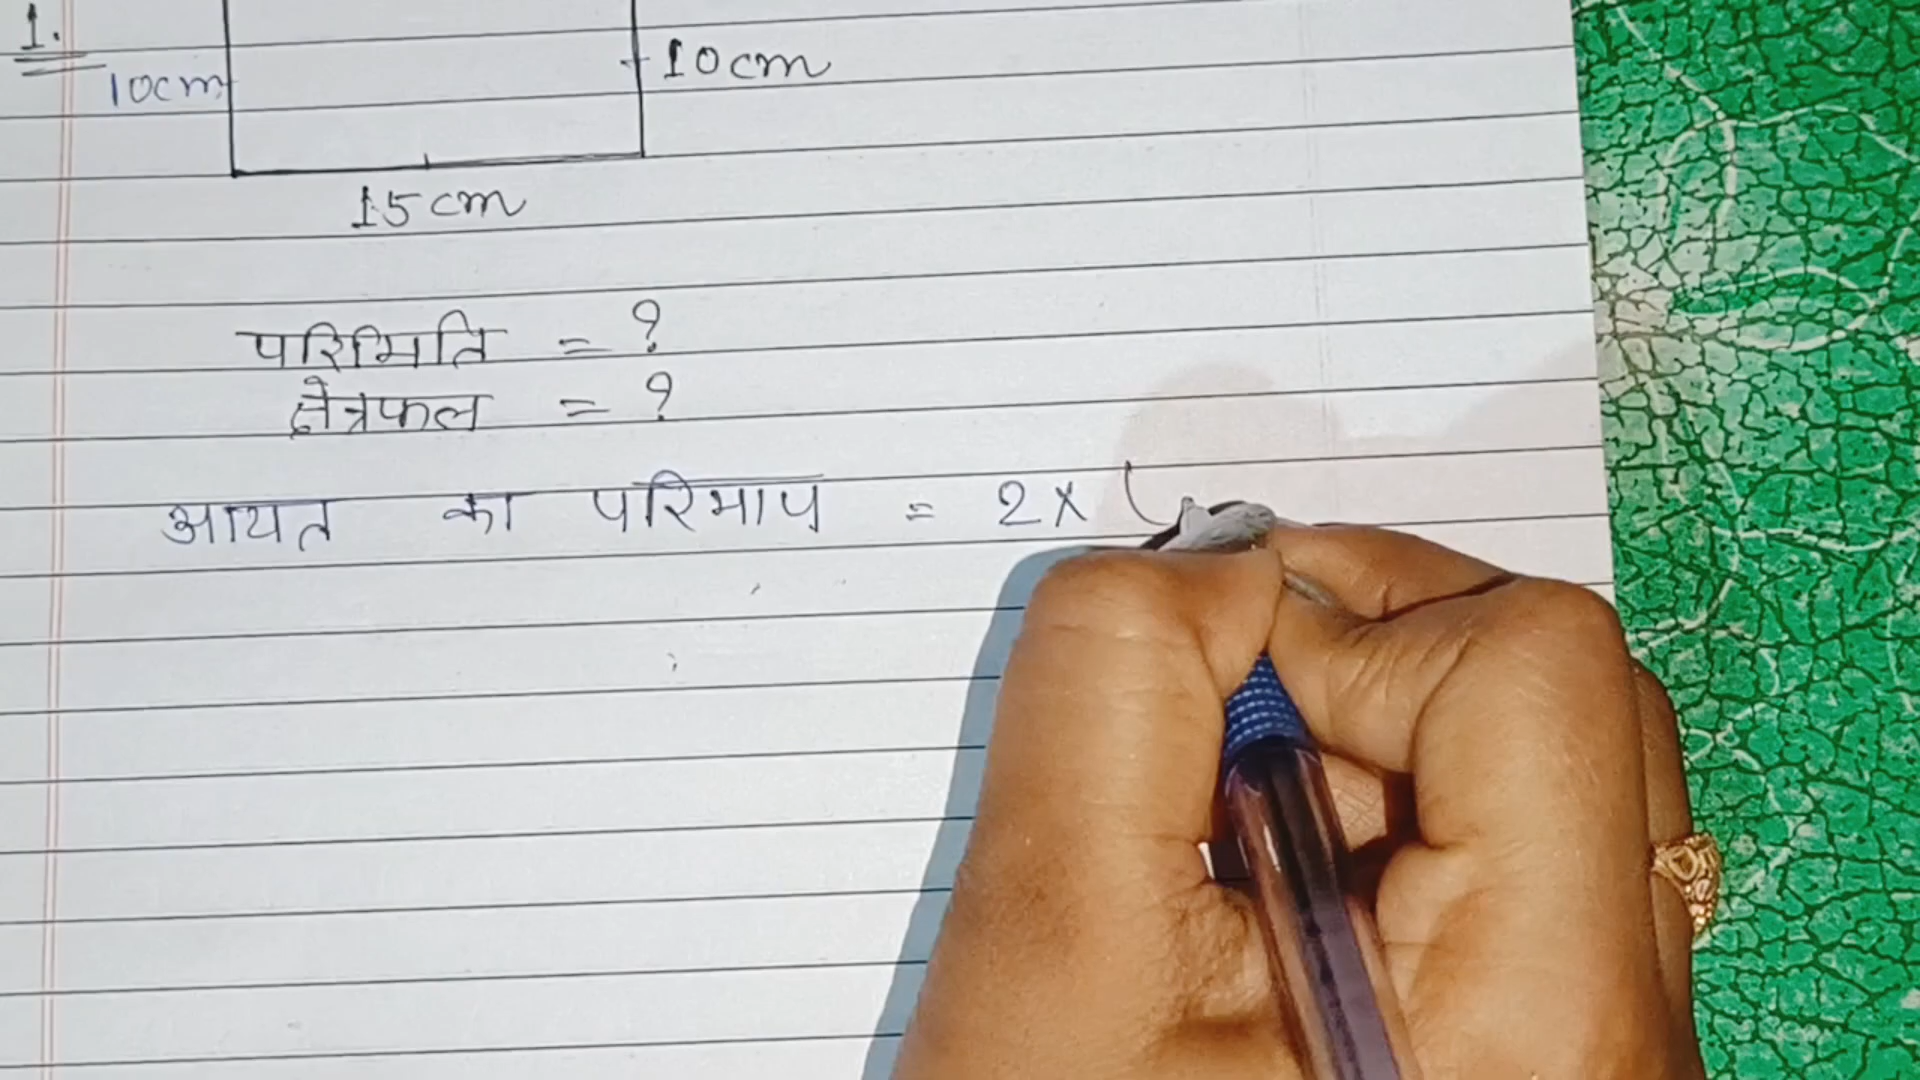 1.
10cm
10cm
15cm
परिमिति = ?
क्षेत्रफल = ?
आयत का परिमाप = 2 × (